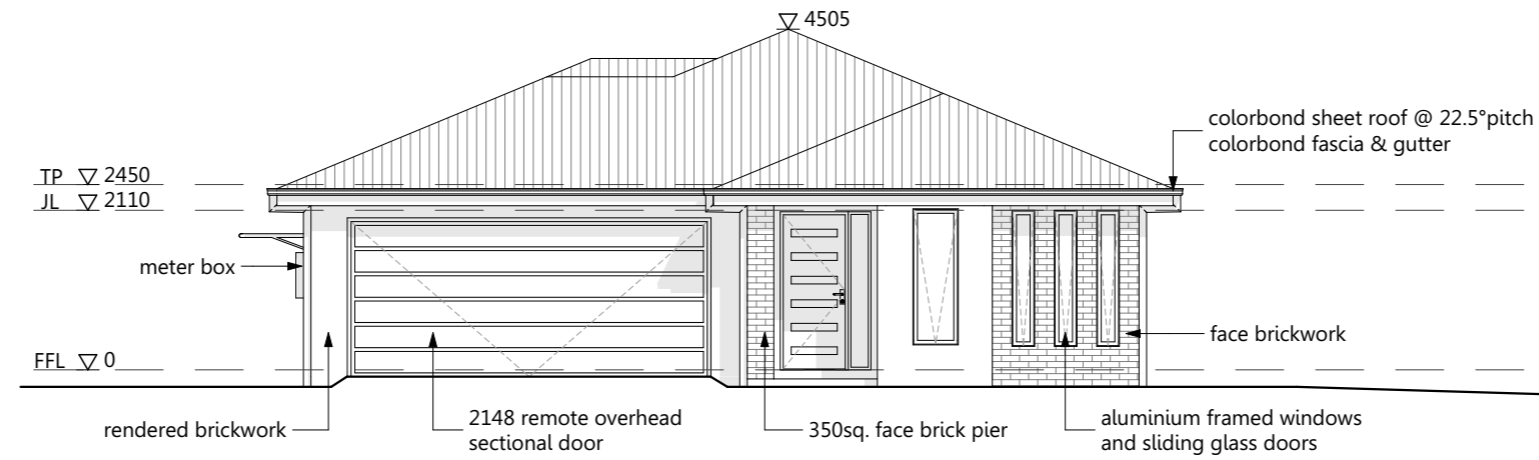 4505
colorbond sheet roof @ 22.5°pitch
colorbond fascia & gutter
TP 2450
JL 2110
meter box
face brickwork
FFL 0
rendered brickwork
2148 remote overhead
sectional door
350sq. face brick pier
aluminium framed windows
and sliding glass doors